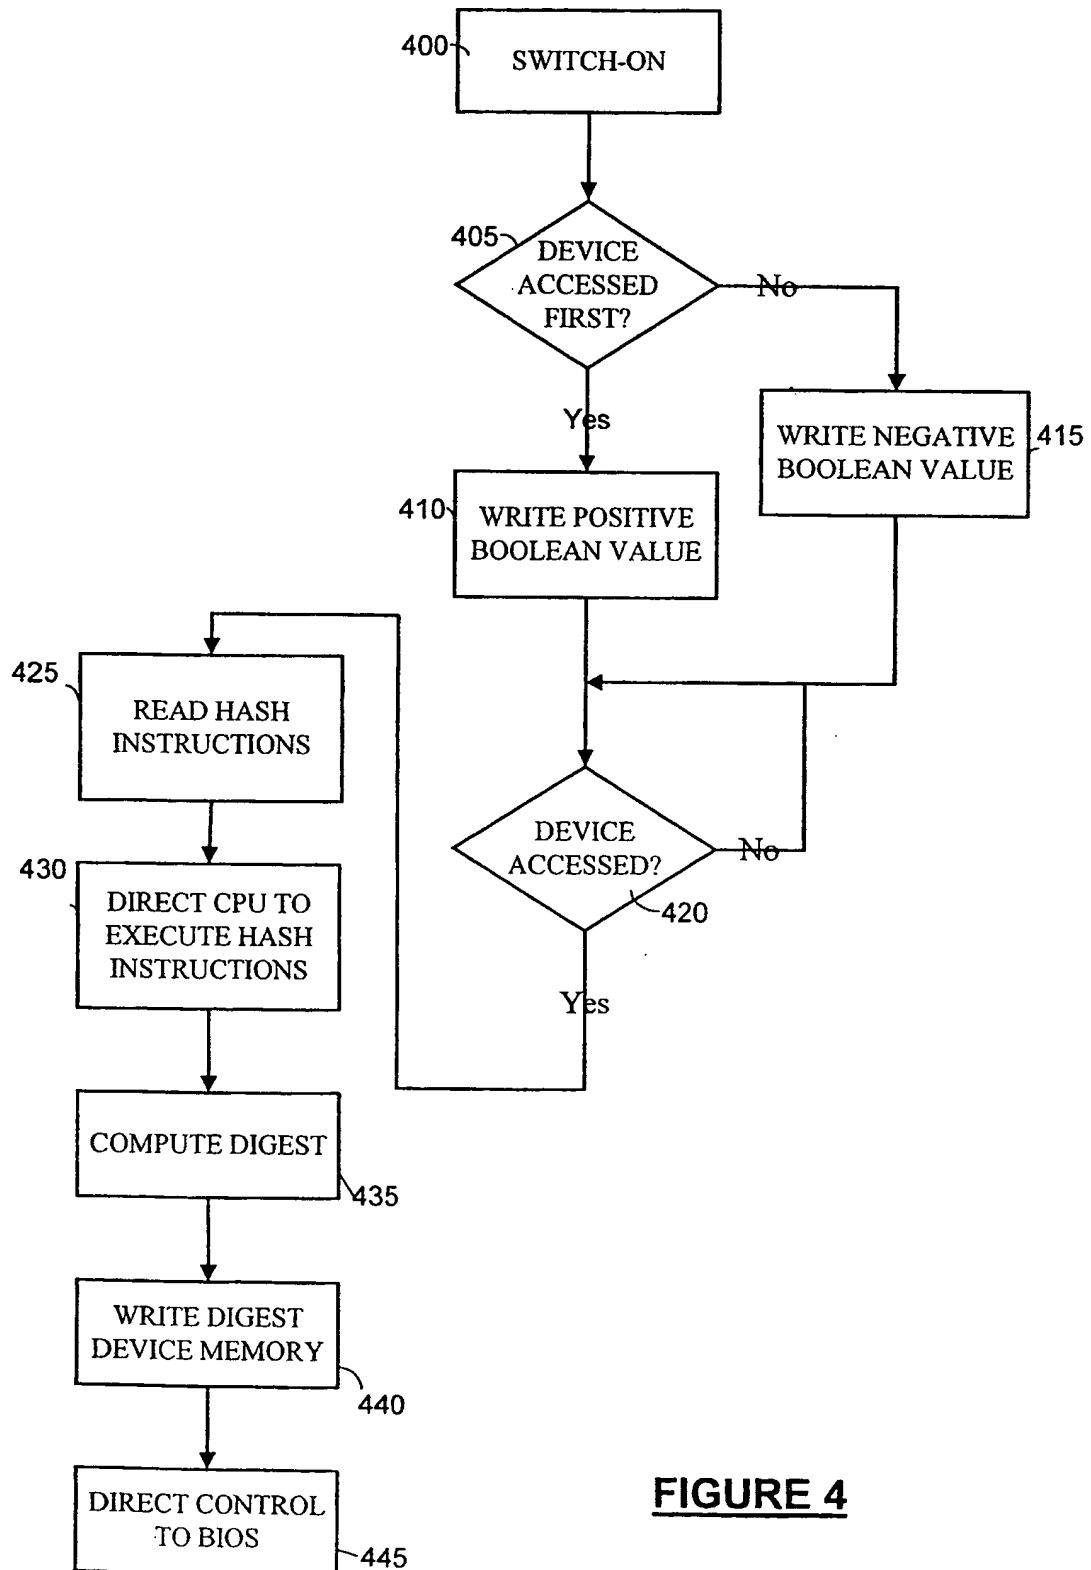 400
SWITCH-ON
405
DEVICE
ACCESSED
FIRST?
No
Yes
WRITE NEGATIVE
BOOLEAN VALUE
415
410
WRITE POSITIVE
BOOLEAN VALUE
425
READ HASH
INSTRUCTIONS
DEVICE
ACCESSED?
No
420
Yes
430
DIRECT CPU TO
EXECUTE HASH
INSTRUCTIONS
COMPUTE DIGEST
435
WRITE DIGEST
DEVICE MEMORY
440
DIRECT CONTROL
TO BIOS
445
FIGURE 4